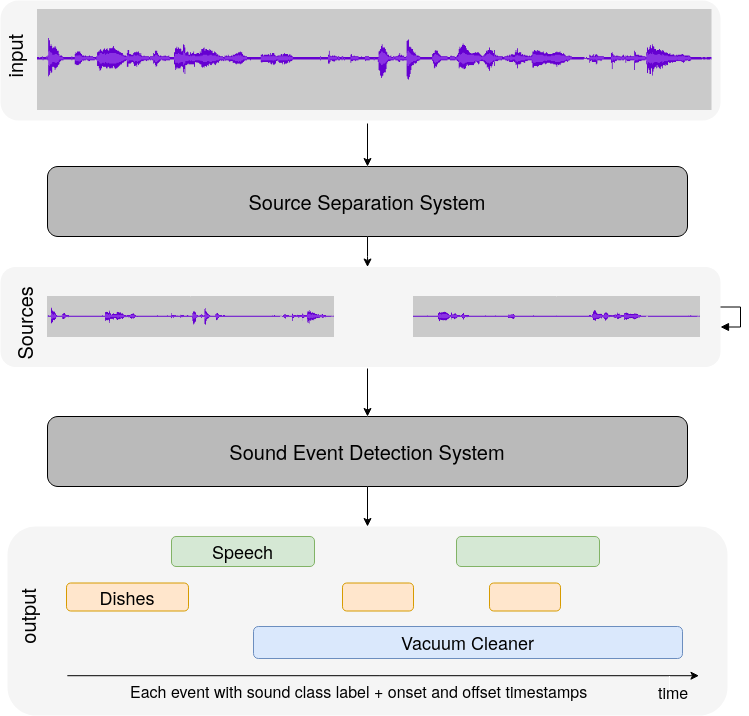 input
Source Separation System
Sources
Sound Event Detection System
output
Speech
Dishes
Vacuum Cleaner
Each event with sound class label + onset and offset timestamps
time